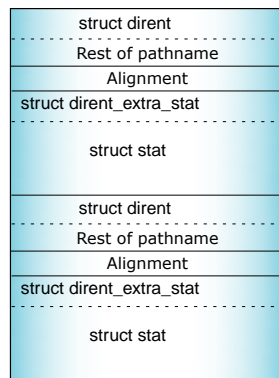 struct dirent
Rest of pathname
Alignment
struct dirent_extra_stat
struct stat
struct dirent
Rest of pathname
Alignment
struct dirent_extra_stat
struct stat